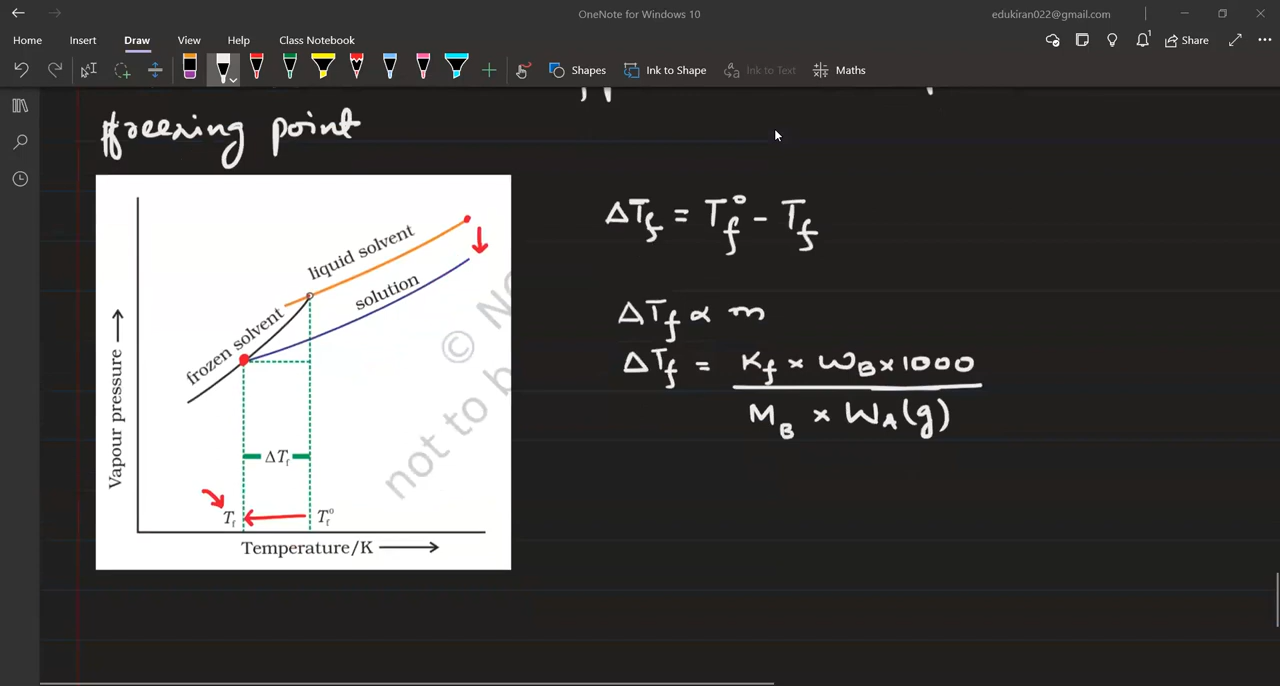 OneNote for Windows 10
edukiran022@gmail.com
Home Insert Draw View Help Class Notebook
Share
Shapes Ink to Shape Ink to Text Maths
freezing point
liquid solvent
frozen solvent
solution
Vapour pressure
ΔTf
Tf Tf°
Temperature/K
© N
not to b
ΔTf = Tf° - Tf
ΔTf ∝ m
ΔTf = Kf × WB × 1000
MB × WA(g)